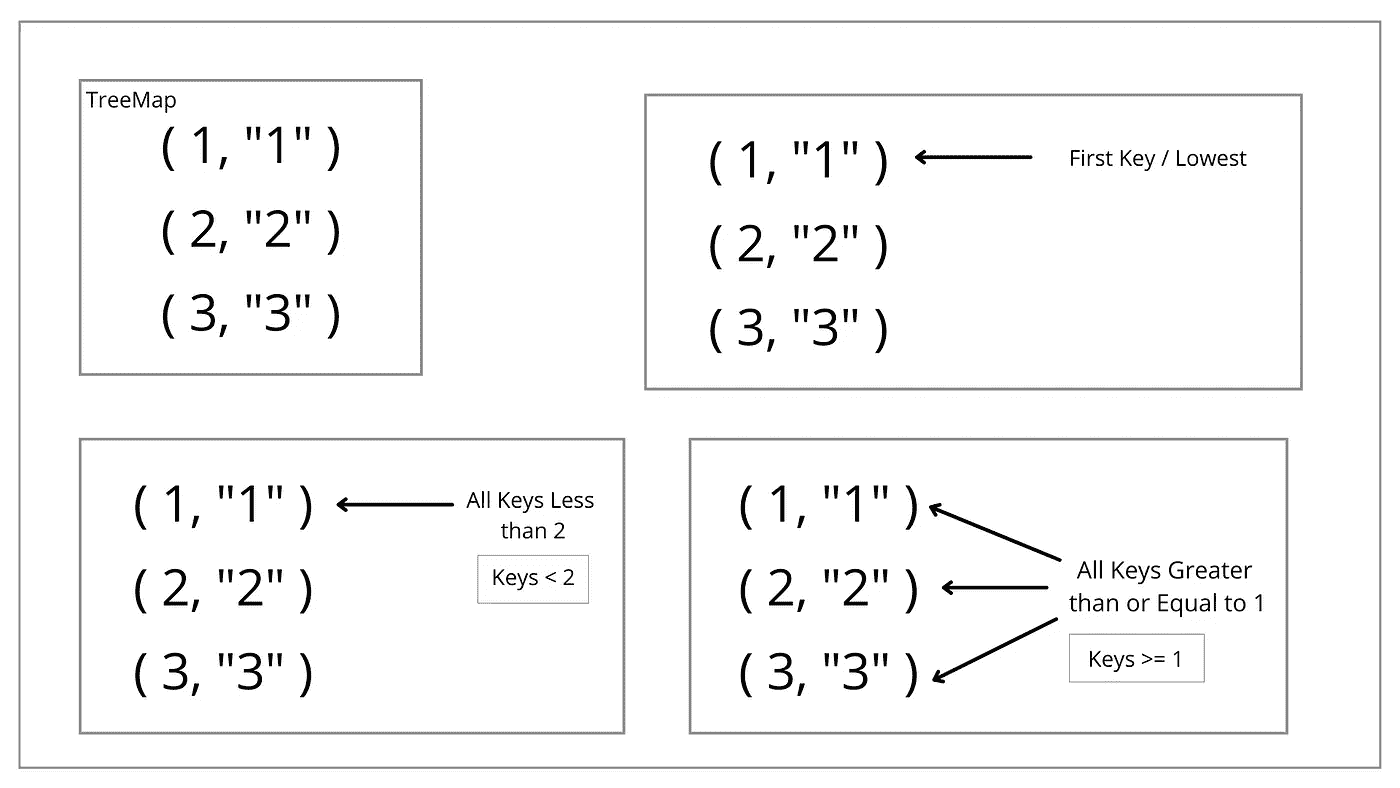 TreeMap
( 1, "1" )
( 2, "2" )
( 3, "3" )
( 1, "1" )
First Key / Lowest
( 2, "2" )
( 3, "3" )
( 1, "1" )
All Keys Less
than 2
Keys < 2
( 2, "2" )
( 3, "3" )
( 1, "1" )
( 2, "2" )
( 3, "3" )
All Keys Greater
than or Equal to 1
Keys >= 1